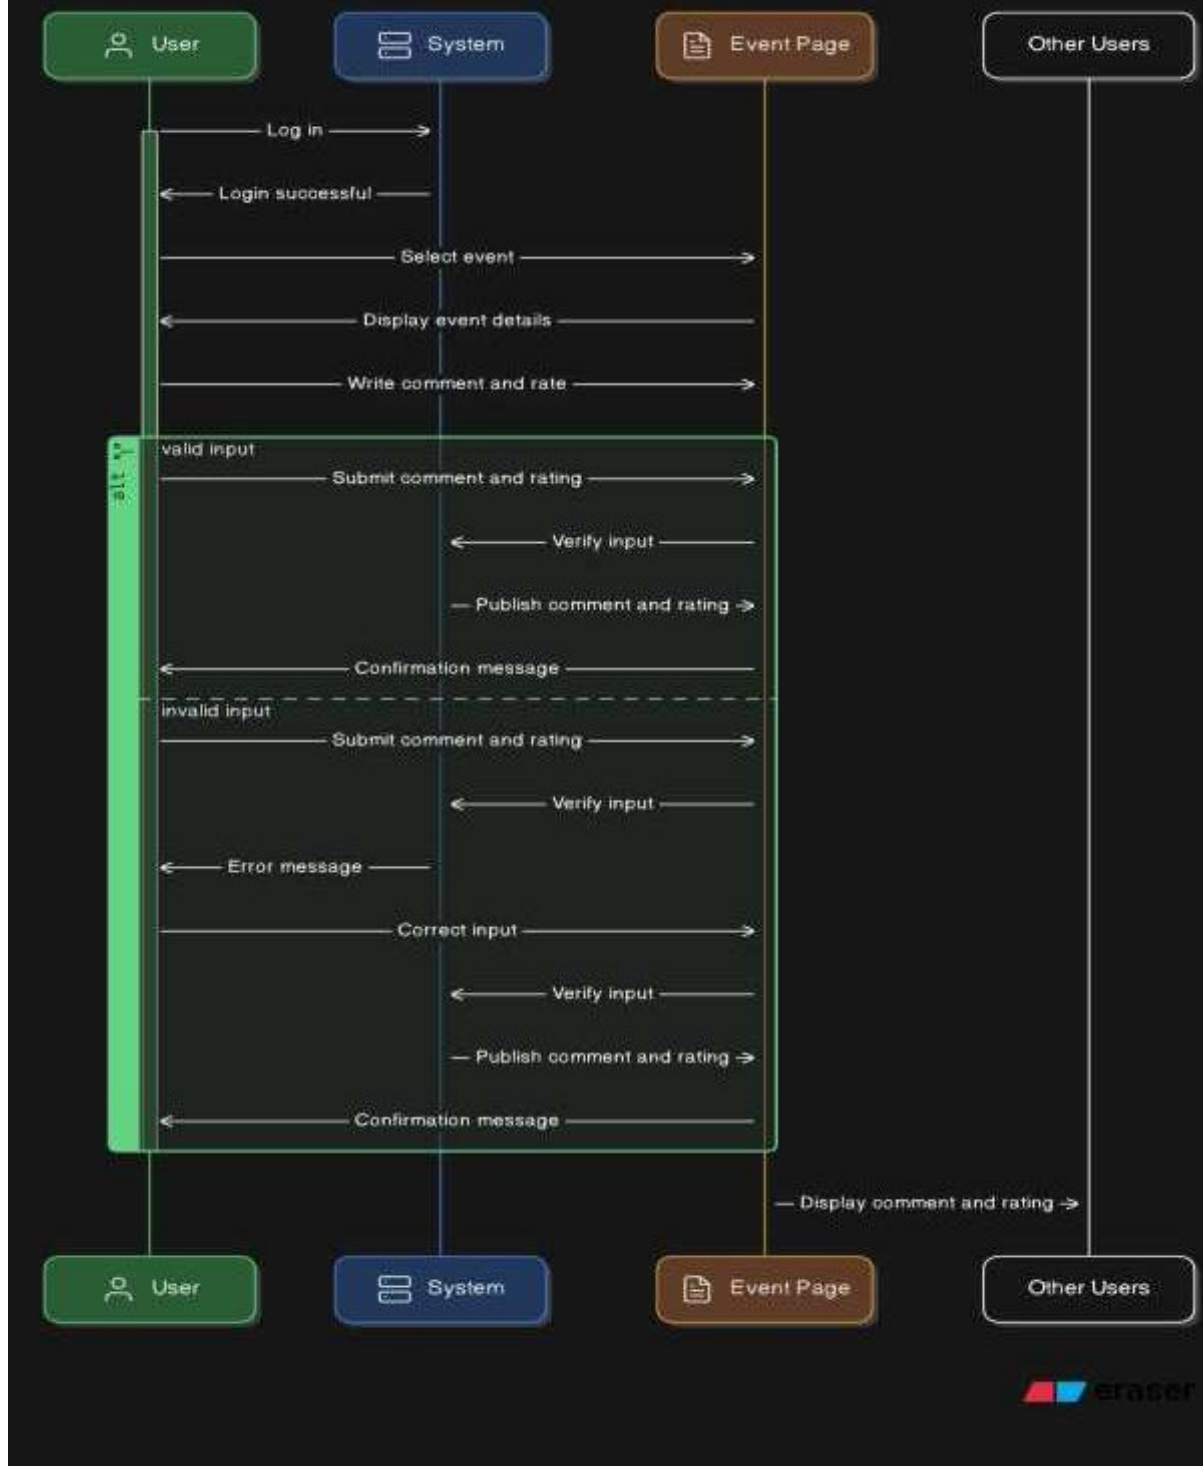 User
System
Event Page
Other Users
Log in
Login successful
Select event
Display event details
Write comment and rate
alt
valid input
Submit comment and rating
Verify input
Publish comment and rating
Confirmation message
invalid input
Submit comment and rating
Verify input
Error message
Correct input
Verify input
Publish comment and rating
Confirmation message
Display comment and rating
User
System
Event Page
Other Users
eraser